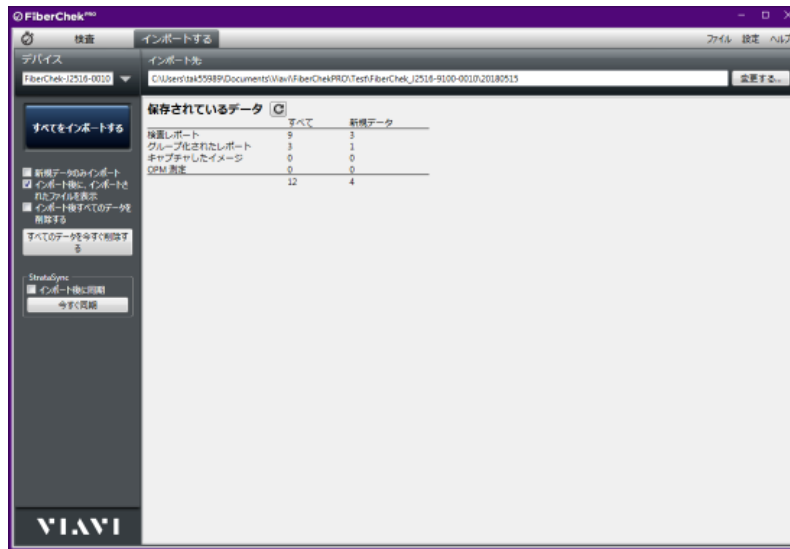 FiberChek PRO
検査 インポートする ファイル 設定 ヘルプ
デバイス
インポート先:
FiberChek-J2516-0010
C:\Users\tak55989\Documents\Viavi\FiberChekPRO\Test\FiberChek_J2516-9100-0010\20180515
変更する...
すべてをインポートする
新規データのみインポート
インポート後に、インポートさ
れたファイルを表示
インポート後すべてのデータを
削除する
すべてのデータを今すぐ削除す
る
StrataSync
インポート後に同期
今すぐ同期
VIAVI
保存されているデータ
すべて 新規データ
検査レポート 9 3
グループ化されたレポート 3 1
キャプチャしたイメージ 0 0
OPM 測定 0 0
12 4